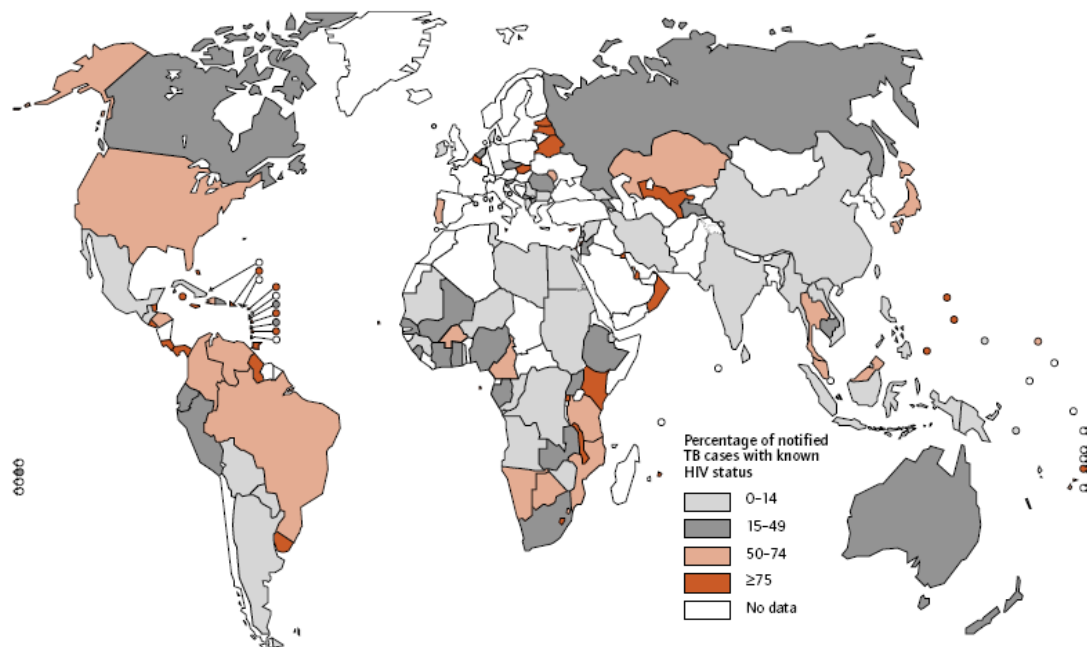 Percentage of notified
TB cases with known
HIV status
0–14
15–49
50–74
≥75
No data